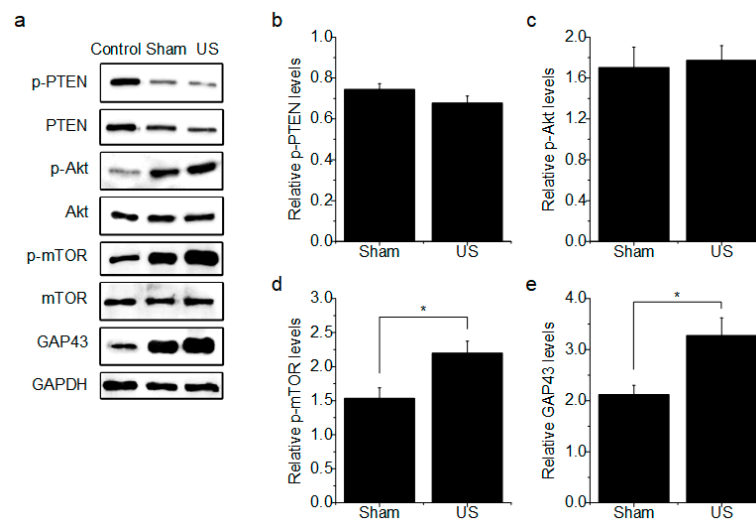 a
Control Sham US
p-PTEN
PTEN
p-Akt
Akt
p-mTOR
mTOR
GAP43
GAPDH
b
Relative p-PTEN levels
1.0
0.8
0.6
0.4
0.2
0.0
Sham US
c
Relative p-Akt levels
2.0
1.6
1.2
0.8
0.4
0.0
Sham US
d
Relative p-mTOR levels
3.0
2.5
2.0
1.5
1.0
0.5
0.0
*
Sham US
e
Relative GAP43 levels
4.0
3.0
2.0
1.0
0.0
*
Sham US